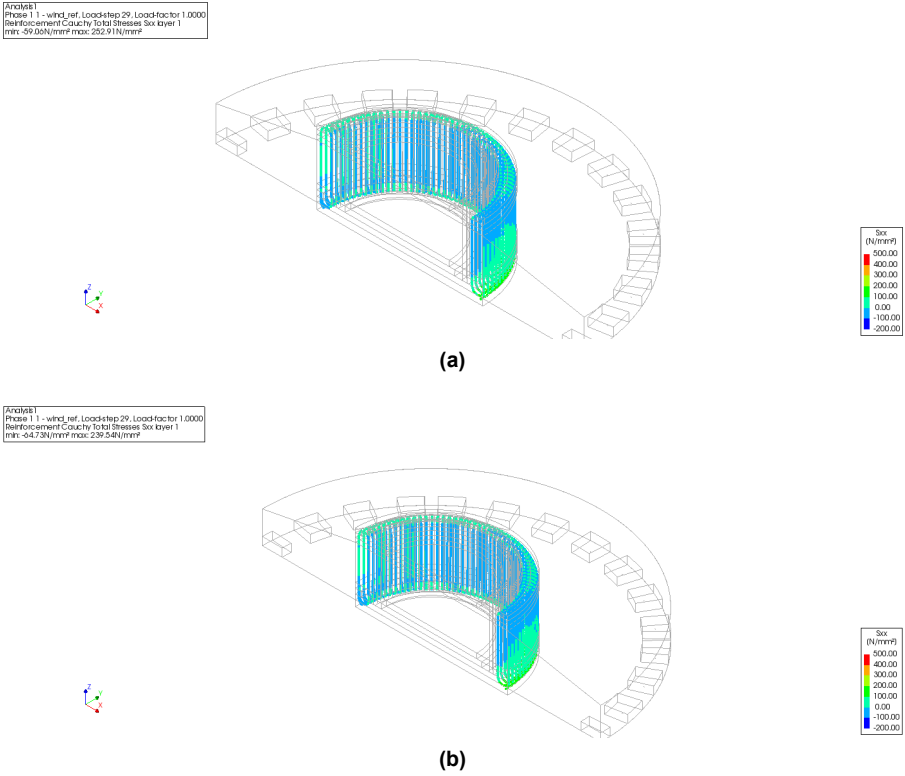 Analysis1
Phase 1 1 - wind_ref, Load-step 29, Load-factor 1.0000
Reinforcement Cauchy Total Stresses Sxx layer 1
min: -59.06N/mm² max: 252.91N/mm²
Sxx
(N/mm²)
500.00
400.00
300.00
200.00
100.00
0.00
-100.00
-200.00
Z
Y
X
(a)
Analysis1
Phase 1 1 - wind_ref, Load-step 29, Load-factor 1.0000
Reinforcement Cauchy Total Stresses Sxx layer 1
min: -64.73N/mm² max: 239.54N/mm²
Sxx
(N/mm²)
500.00
400.00
300.00
200.00
100.00
0.00
-100.00
-200.00
Z
Y
X
(b)